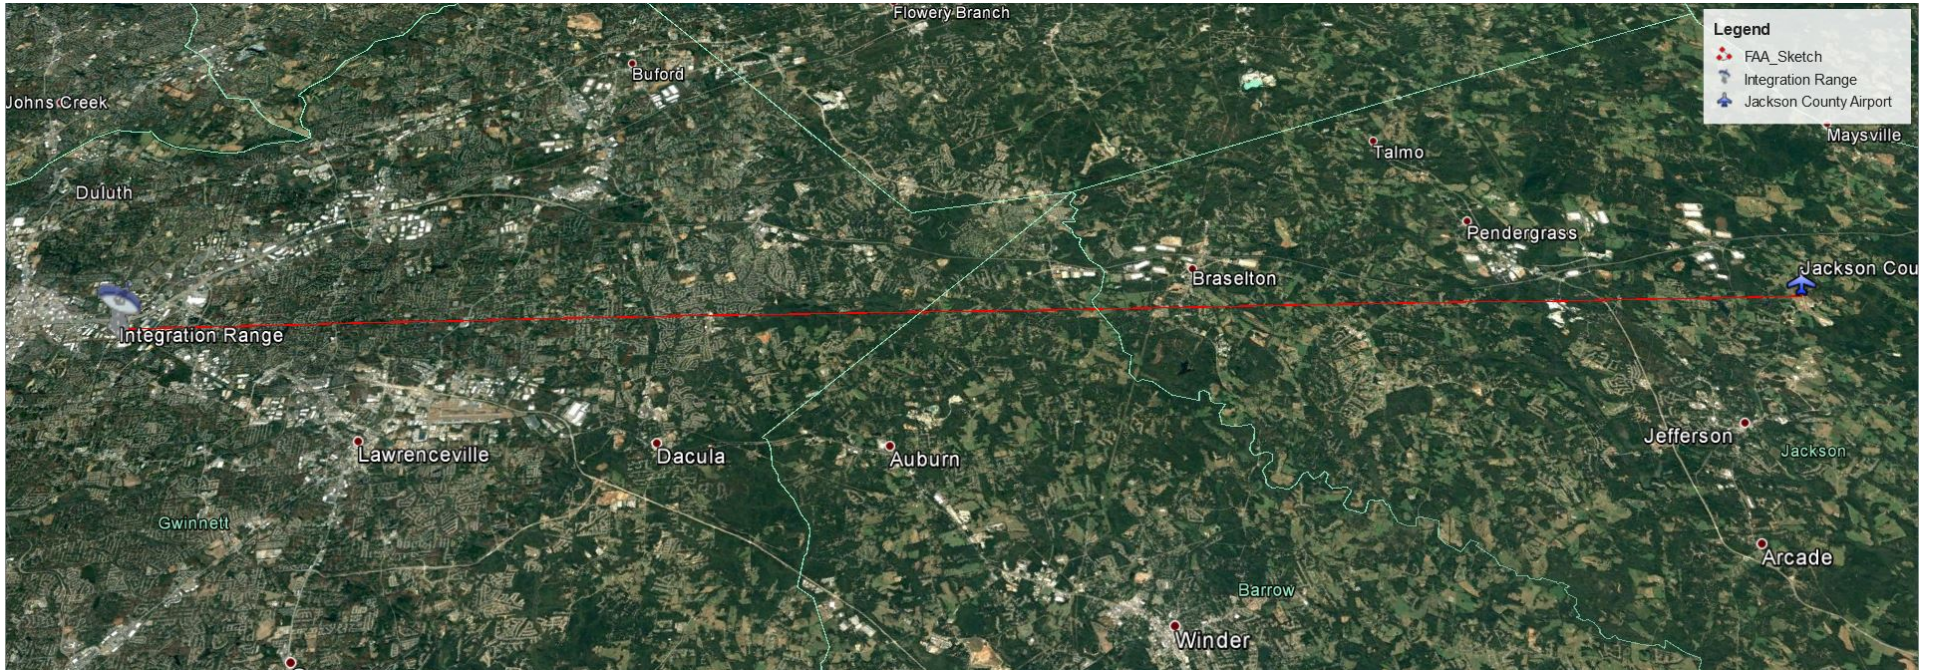 Flowery Branch
Legend
FAA_Sketch
Integration Range
Jackson County Airport
Buford
Johns Creek
Maysville
Talmo
Duluth
Pendergrass
Jackson Cou
Braselton
Integration Range
Jefferson
Jackson
Lawrenceville
Dacula
Auburn
Gwinnett
Arcade
Barrow
Winder